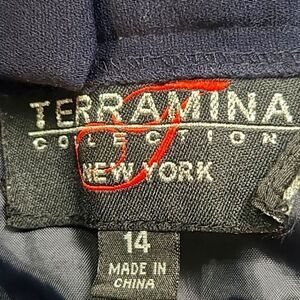 TERRAMINA
COLLECTION
NEW YORK
14
MADE IN
CHINA